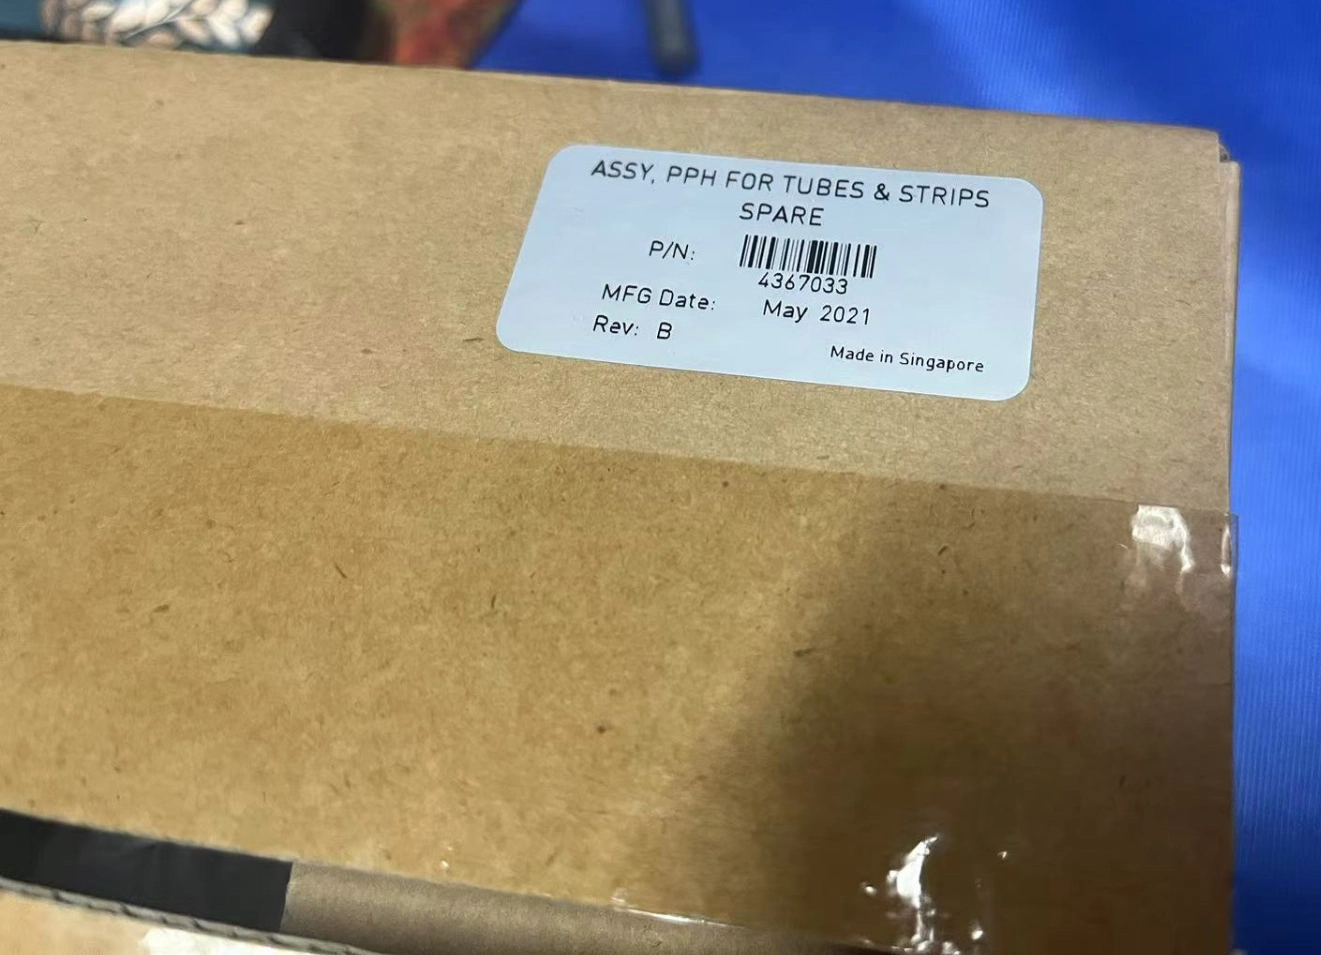 ASSY, PPH FOR TUBES & STRIPS
SPARE
P/N:
4367033
MFG Date: May 2021
Rev: B
Made in Singapore